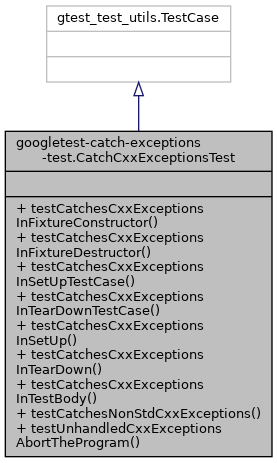 gtest_test_utils.TestCase
googletest-catch-exceptions
-test.CatchCxxExceptionsTest
+ testCatchesCxxExceptions
InFixtureConstructor()
+ testCatchesCxxExceptions
InFixtureDestructor()
+ testCatchesCxxExceptions
InSetUpTestCase()
+ testCatchesCxxExceptions
InTearDownTestCase()
+ testCatchesCxxExceptions
InSetUp()
+ testCatchesCxxExceptions
InTearDown()
+ testCatchesCxxExceptions
InTestBody()
+ testCatchesNonStdCxxExceptions()
+ testUnhandledCxxExceptions
AbortTheProgram()